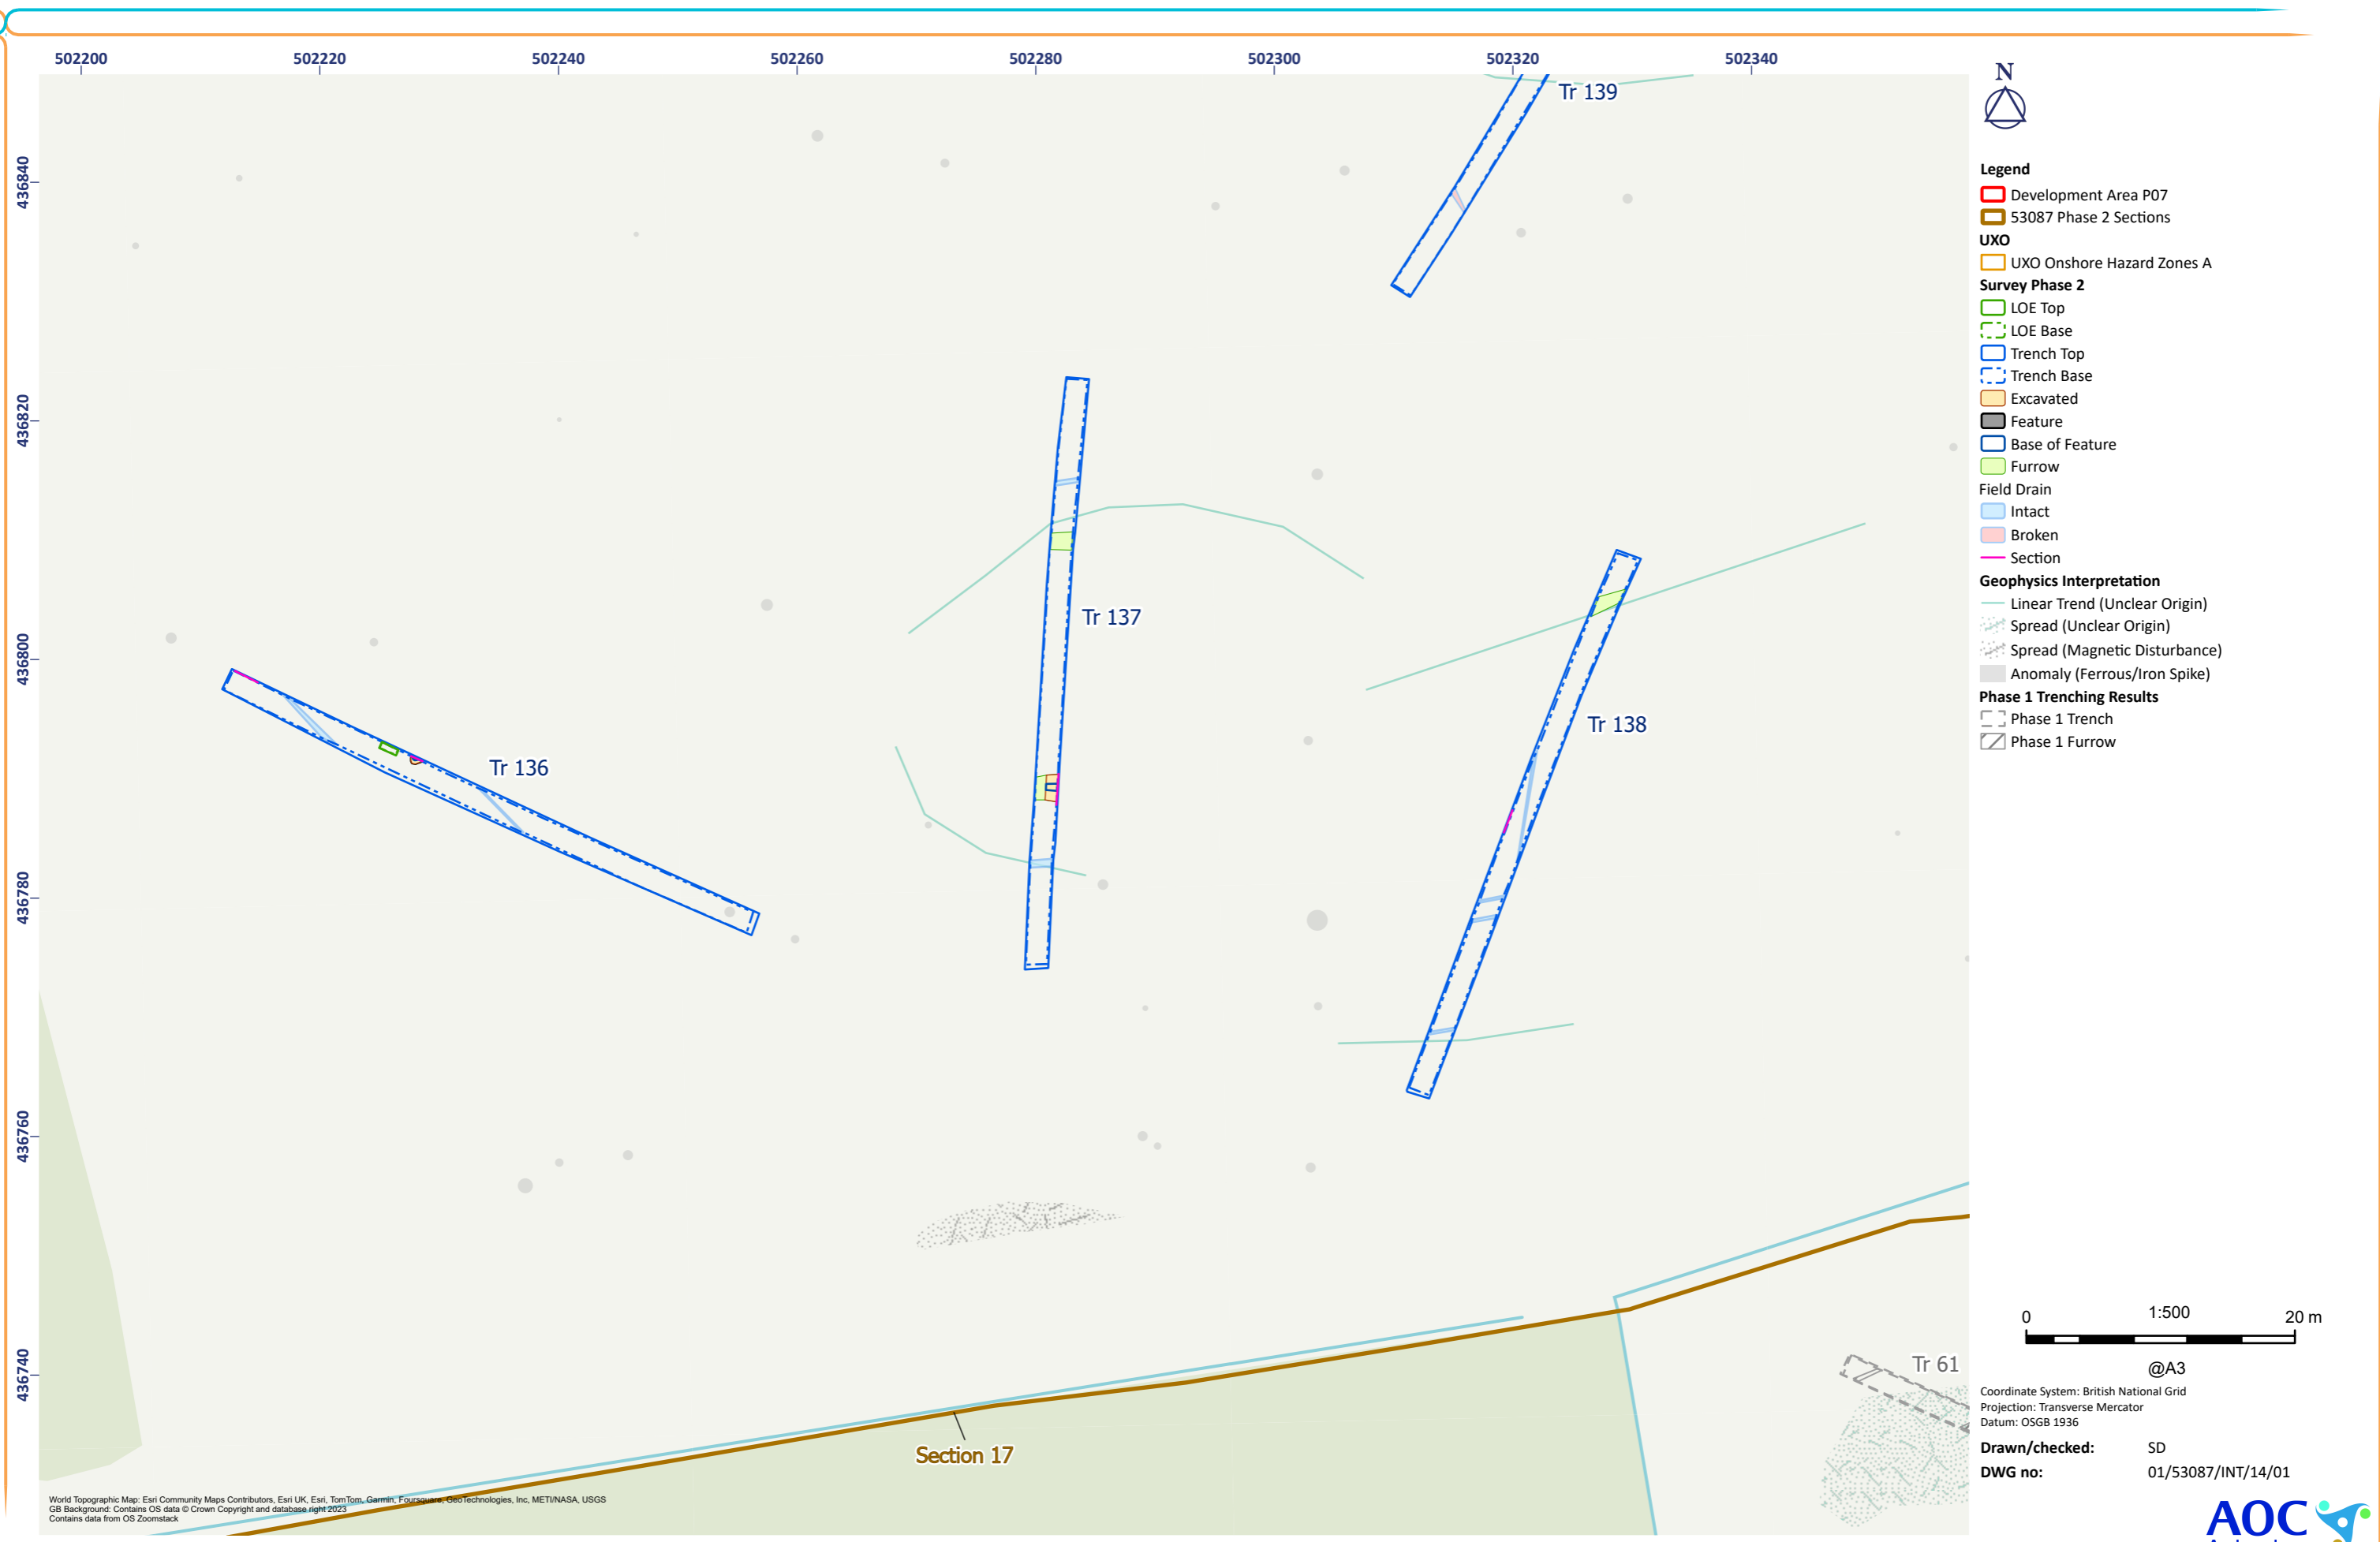 502200 502220 502240 502260 502280 502300 502320 502340
436840
436820
436800
436780
436760
436740
Tr 139
Tr 137
Tr 138
Tr 136
Tr 61
Section 17
World Topographic Map: Esri Community Maps Contributors, Esri UK, Esri, TomTom, Garmin, Foursquare, GeoTechnologies, Inc, METI/NASA, USGS
GB Background: Contains OS data © Crown Copyright and database right 2023
Contains data from OS Zoomstack
N
Legend
Development Area P07
53087 Phase 2 Sections
UXO
UXO Onshore Hazard Zones A
Survey Phase 2
LOE Top
LOE Base
Trench Top
Trench Base
Excavated
Feature
Base of Feature
Furrow
Field Drain
Intact
Broken
Section
Geophysics Interpretation
Linear Trend (Unclear Origin)
Spread (Unclear Origin)
Spread (Magnetic Disturbance)
Anomaly (Ferrous/Iron Spike)
Phase 1 Trenching Results
Phase 1 Trench
Phase 1 Furrow
0 1:500 20 m
@A3
Coordinate System: British National Grid
Projection: Transverse Mercator
Datum: OSGB 1936
Drawn/checked: SD
DWG no: 01/53087/INT/14/01
AOC